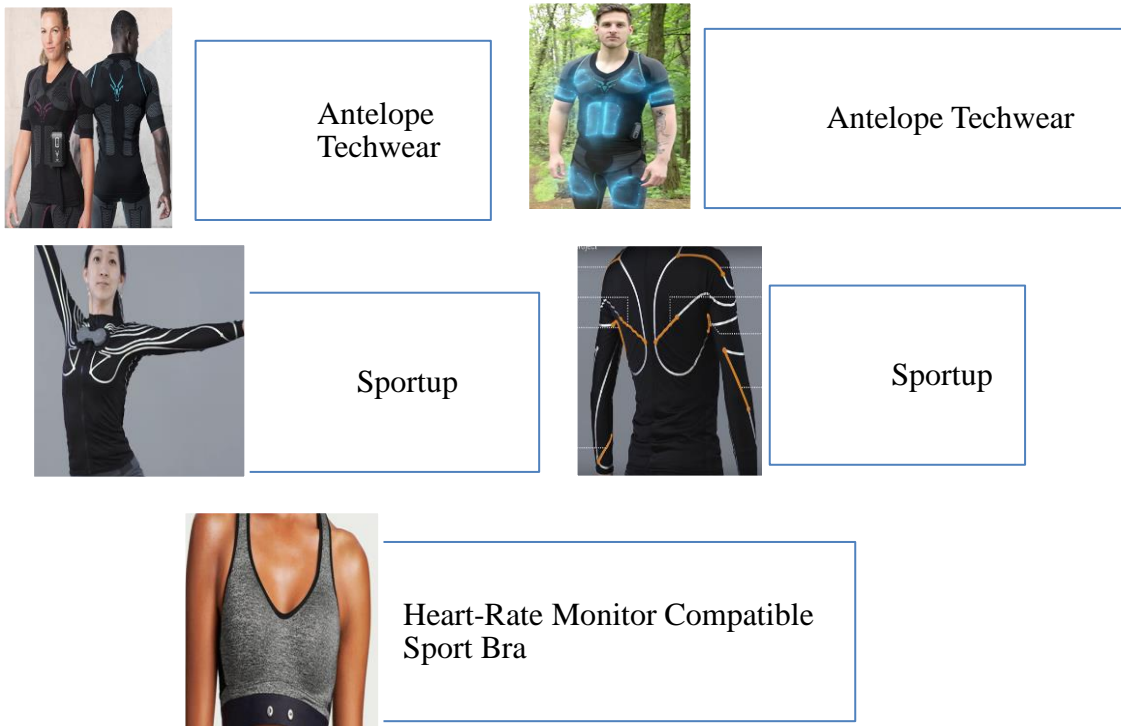 Antelope
Techwear
Antelope Techwear
Sportup
Sportup
Heart-Rate Monitor Compatible
Sport Bra